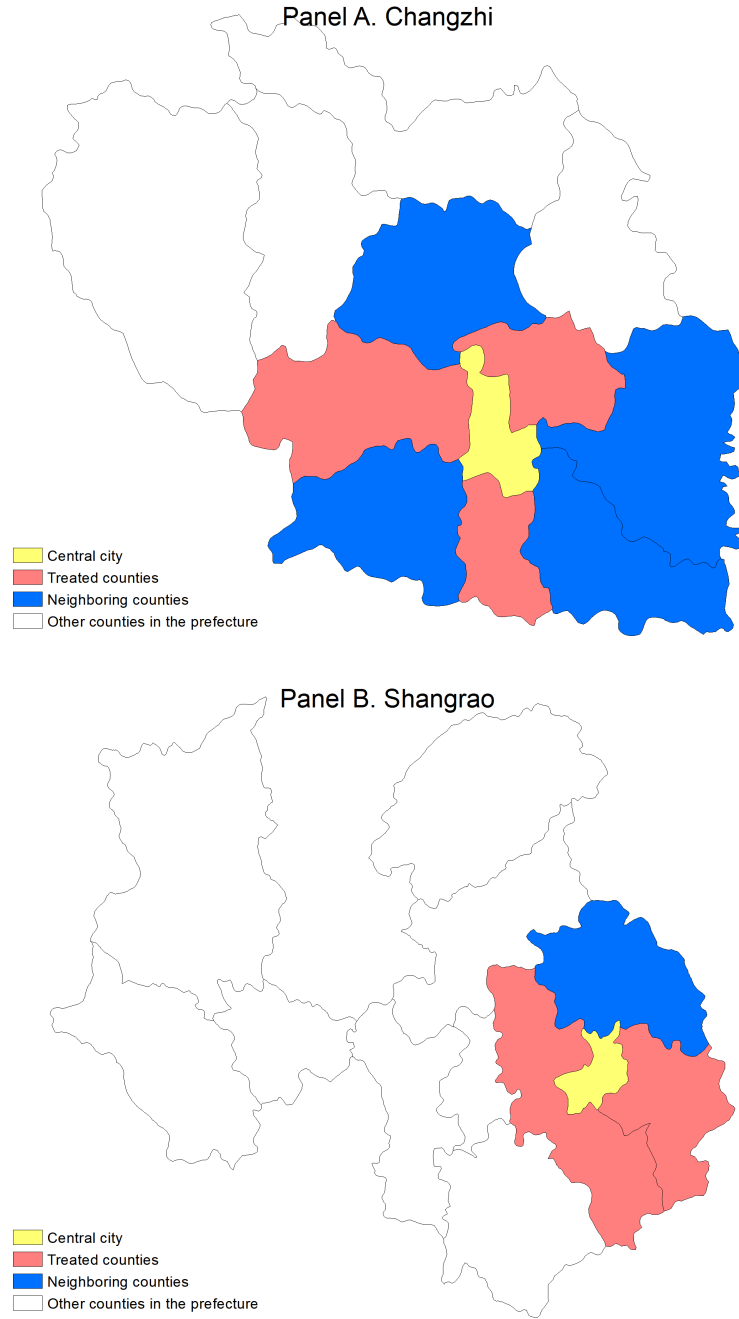 Panel A. Changzhi
Central city
Treated counties
Neighboring counties
Other counties in the prefecture
Panel B. Shangrao
Central city
Treated counties
Neighboring counties
Other counties in the prefecture